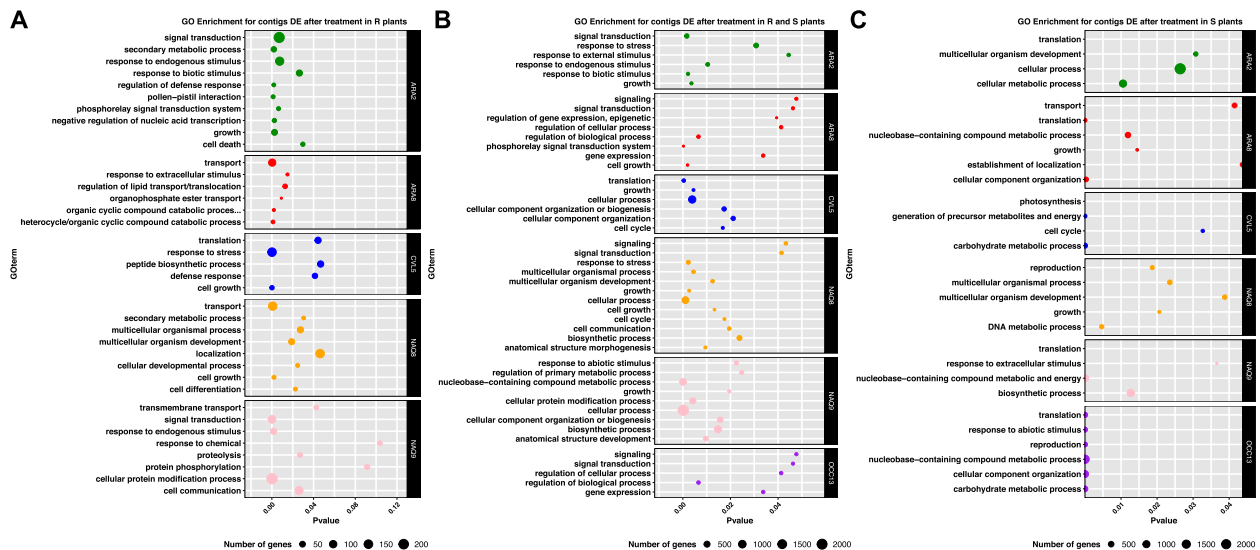 A
GO Enrichment for contigs DE after treatment in R plants
GOterm
signal transduction
secondary metabolic process
response to endogenous stimulus
response to biotic stimulus
regulation of defense response
pollen−pistil interaction
phosphorelay signal transduction system
negative regulation of nucleic acid transcription
growth
cell death
ARA2
transport
response to extracellular stimulus
regulation of lipid transport/translocation
organophosphate ester transport
organic cyclic compound catabolic proces...
heterocycle/organic cyclic compound catabolic process
ARA8
translation
response to stress
peptide biosynthetic process
defense response
cell growth
CVL5
transport
secondary metabolic process
multicellular organismal process
multicellular organism development
localization
cellular developmental process
cell growth
cell differentiation
NAQ8
transmembrane transport
signal transduction
response to endogenous stimulus
response to chemical
proteolysis
protein phosphorylation
cellular protein modification process
cell communication
NAQ9
0.00 0.04 0.08 0.12
Pvalue
Number of genes 50 100 150 200
B
GO Enrichment for contigs DE after treatment in R and S plants
GOterm
signal transduction
response to stress
response to external stimulus
response to endogenous stimulus
response to biotic stimulus
growth
ARA2
signaling
signal transduction
regulation of gene expression, epigenetic
regulation of cellular process
regulation of biological process
phosphorelay signal transduction system
gene expression
cell growth
ARA8
translation
growth
cellular process
cellular component organization or biogenesis
cellular component organization
cell cycle
CVL5
signaling
signal transduction
response to stress
multicellular organismal process
multicellular organism development
growth
cellular process
cell growth
cell cycle
cell communication
biosynthetic process
anatomical structure morphogenesis
NAQ8
response to abiotic stimulus
regulation of primary metabolic process
nucleobase−containing compound metabolic process
growth
cellular protein modification process
cellular process
cellular component organization or biogenesis
biosynthetic process
anatomical structure development
NAQ9
signaling
signal transduction
regulation of cellular process
regulation of biological process
gene expression
OCC13
0.00 0.02 0.04
Pvalue
Number of genes 500 1000 1500 2000
C
GO Enrichment for contigs DE after treatment in S plants
GOterm
translation
multicellular organism development
cellular process
cellular metabolic process
ARA2
transport
translation
nucleobase−containing compound metabolic process
growth
establishment of localization
cellular component organization
ARA8
photosynthesis
generation of precursor metabolites and energy
cell cycle
carbohydrate metabolic process
CVL5
reproduction
multicellular organismal process
multicellular organism development
growth
DNA metabolic process
NAQ8
translation
response to extracellular stimulus
nucleobase−containing compound metabolic and energy
biosynthetic process
NAQ9
translation
response to abiotic stimulus
reproduction
nucleobase−containing compound metabolic process
cellular component organization
carbohydrate metabolic process
OCC13
0.01 0.02 0.03 0.04
Pvalue
Number of genes 500 1000 1500 2000